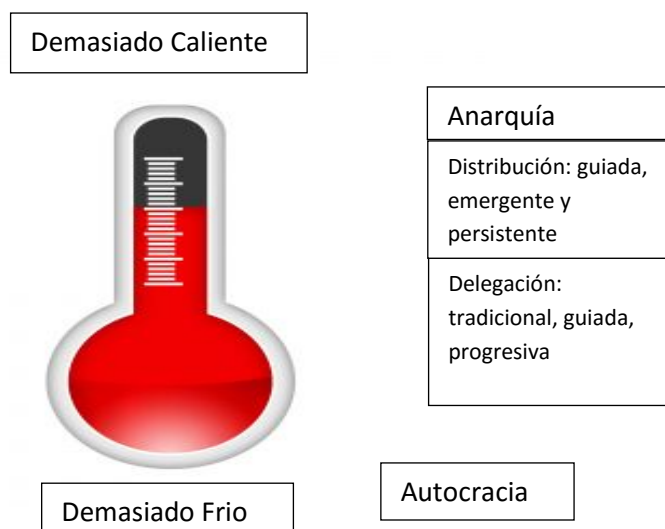 Demasiado Caliente
Anarquía
Distribución: guiada,
emergente y
persistente
Delegación:
tradicional, guiada,
progresiva
Autocracia
Demasiado Frio